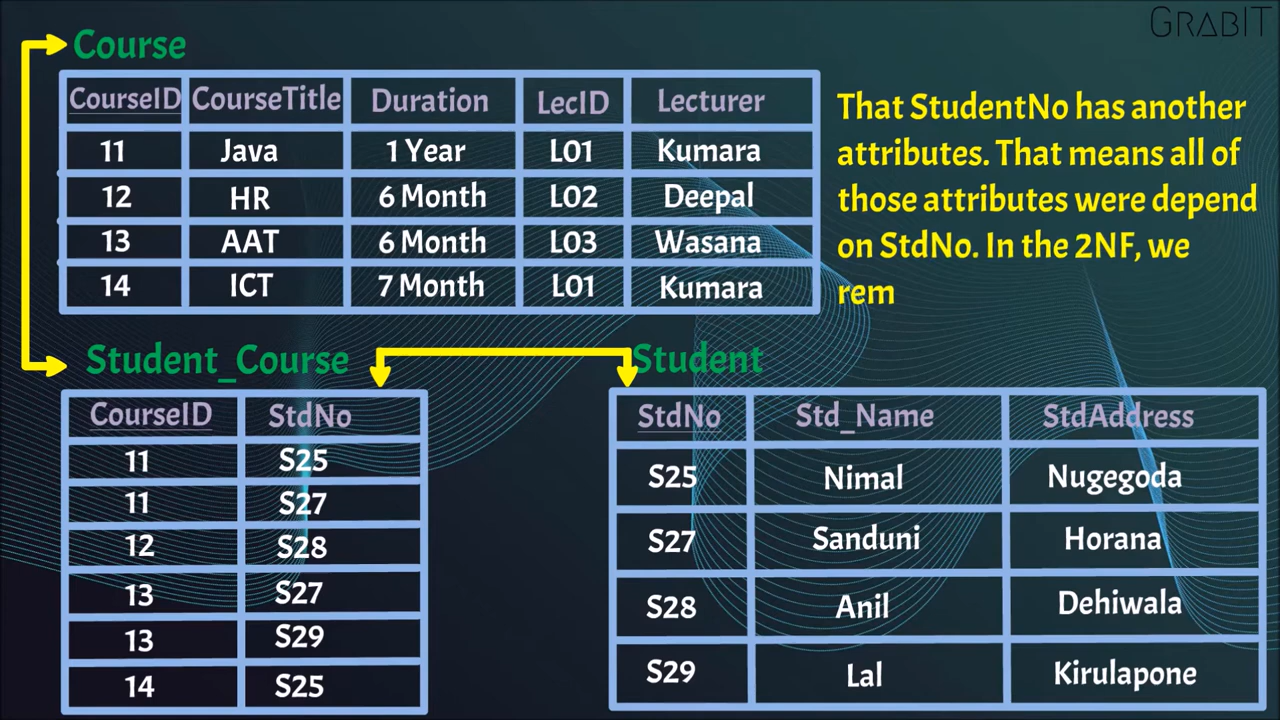 GRABIT
Course
CourseID CourseTitle Duration LecID Lecturer
11 Java 1 Year L01 Kumara
12 HR 6 Month L02 Deepal
13 AAT 6 Month L03 Wasana
14 ICT 7 Month L01 Kumara
That StudentNo has another
attributes. That means all of
those attributes were depend
on StdNo. In the 2NF, we
rem
Student_Course
CourseID StdNo
11 S25
11 S27
12 S28
13 S27
13 S29
14 S25
Student
StdNo Std_Name StdAddress
S25 Nimal Nugegoda
S27 Sanduni Horana
S28 Anil Dehiwala
S29 Lal Kirulapone